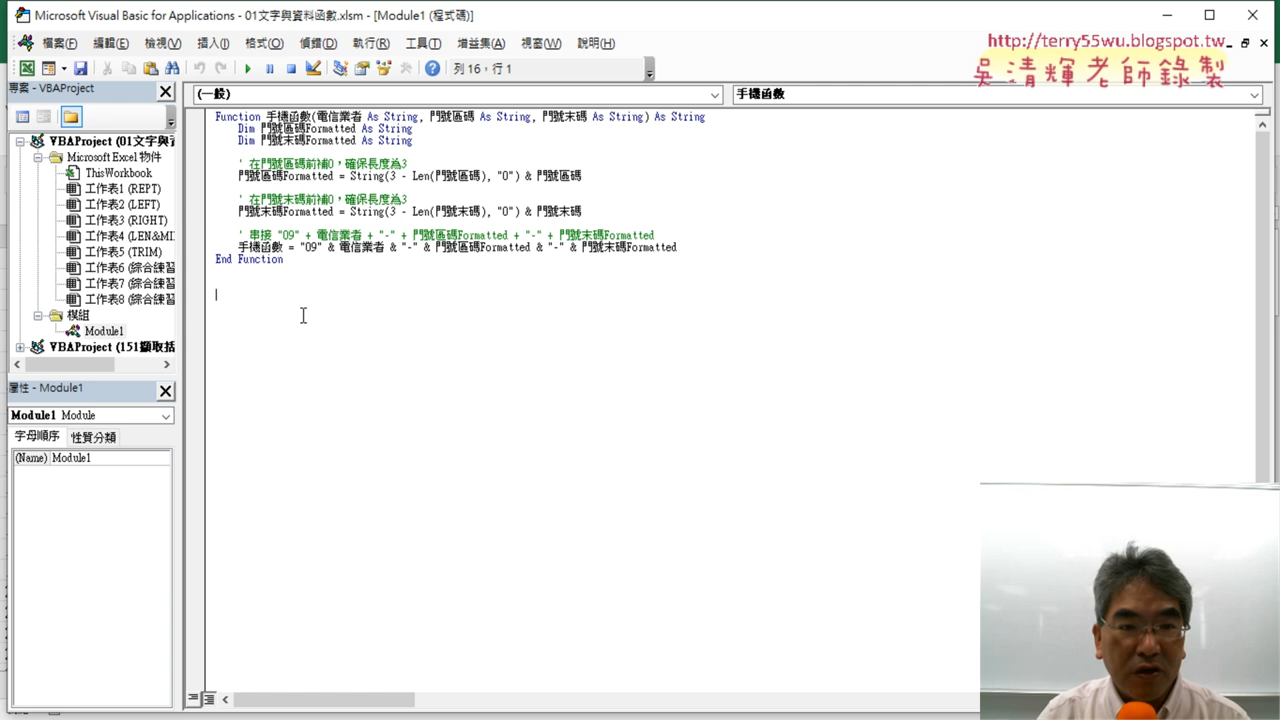 Microsoft Visual Basic for Applications - 01文字與資料函數.xlsm - [Module1 (程式碼)]
檔案(F) 編輯(E) 檢視(V) 插入(I) 格式(O) 偵錯(D) 執行(R) 工具(T) 增益集(A) 視窗(W) 說明(H)
http://terry55wu.blogspot.tw
吳清輝老師錄製
列 16，行 1
專案 - VBAProject
(一般)
手機函數
VBAProject (01文字與資
Microsoft Excel 物件
ThisWorkbook
工作表1 (REPT)
工作表2 (LEFT)
工作表3 (RIGHT)
工作表4 (LEN&MI
工作表5 (TRIM)
工作表6 (綜合練習
工作表7 (綜合練習
工作表8 (綜合練習
模組
Module1
VBAProject (151擷取括
屬性 - Module1
Module1 Module
字母順序 性質分類
(Name) Module1
Function 手機函數(電信業者 As String, 門號區碼 As String, 門號末碼 As String) As String
Dim 門號區碼Formatted As String
Dim 門號末碼Formatted As String
' 在門號區碼前補0，確保長度為3
門號區碼Formatted = String(3 - Len(門號區碼), "0") & 門號區碼
' 在門號末碼前補0，確保長度為3
門號末碼Formatted = String(3 - Len(門號末碼), "0") & 門號末碼
' 串接 "09" + 電信業者 + "-" + 門號區碼Formatted + "-" + 門號末碼Formatted
手機函數 = "09" & 電信業者 & "-" & 門號區碼Formatted & "-" & 門號末碼Formatted
End Function